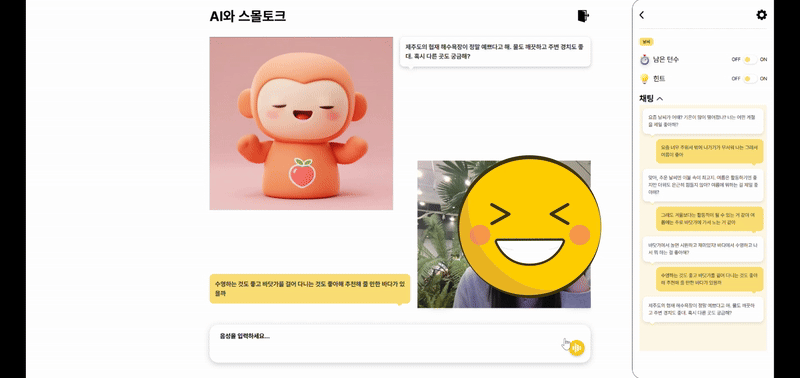 AI와 스몰토크
제주도의 협재 해수욕장이 정말 예쁘다고 해. 물도 깨끗하고 주변 경치도 좋
대. 혹시 다른 곳도 궁금해?
수영하는 것도 좋고 바닷가을 걸어 다니는 것도 좋아해 추천해 줄 만한 바다가 있
을까
음성을 입력하세요...
날씨
남은 턴수
OFF
ON
힌트
OFF
ON
채팅
요즘 날씨가 어때? 기온이 많이 떨어졌나? 너는 어떤 계절
을 제일 좋아해?
요즘 너무 추워서 밖에 나가기가 무서워 나는 그래서
여름이 좋아
맞아, 추운 날씨엔 이불 속이 최고지. 여름은 활동하기엔 좋
지만 더위도 은근히 힘들지 않아? 여름에 뭐하는 걸 제일 좋
아해?
그래도 겨울보다는 활동적이 될 수 있는 거 같아 여
름에는 주로 바닷가에 가서 노는 거 같아
바닷가에서 놀면 시원하고 재미있지! 바다에서 수영하고 나
서 뭐 하는 걸 좋아해?
수영하는 것도 좋고 바닷가를 걸어 다니는 것도 좋아
해 추천해 줄 만한 바다가 있을까
제주도의 협재 해수욕장이 정말 예쁘다고 해. 물도 깨끗하
고 주변 경치도 좋대. 혹시 다른 곳도 궁금해?